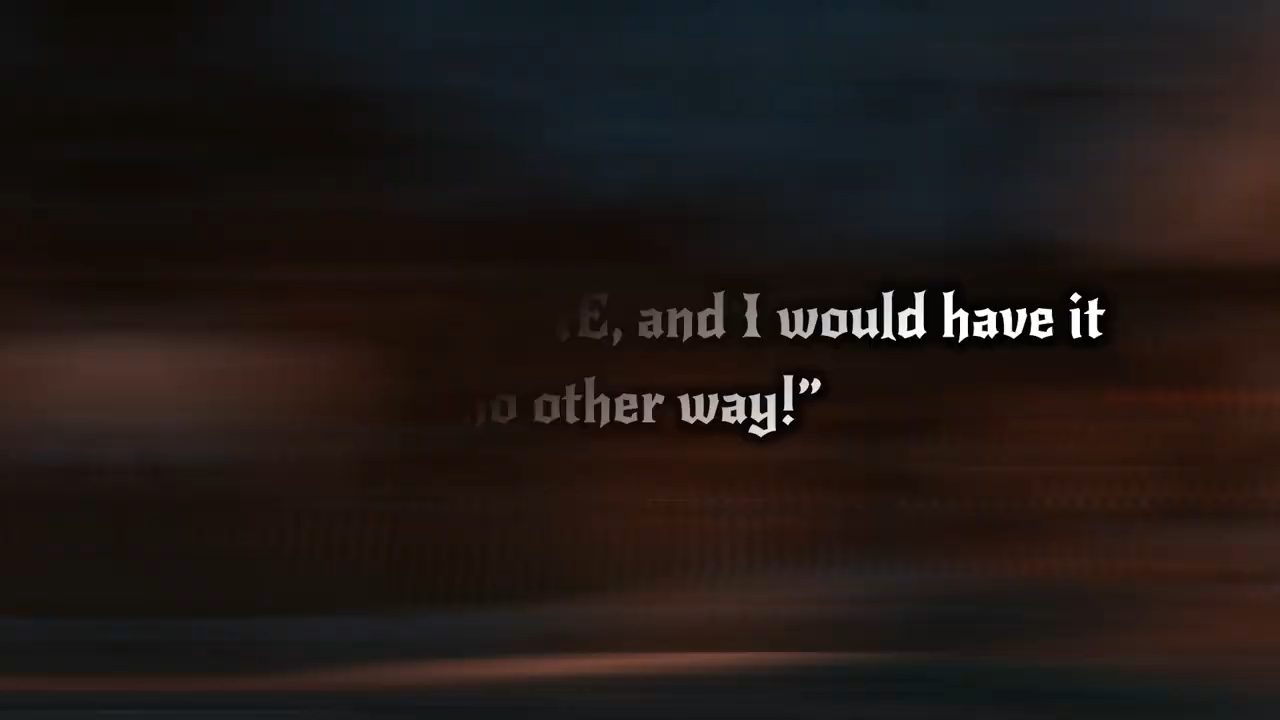 E, and I would have it
other way!”